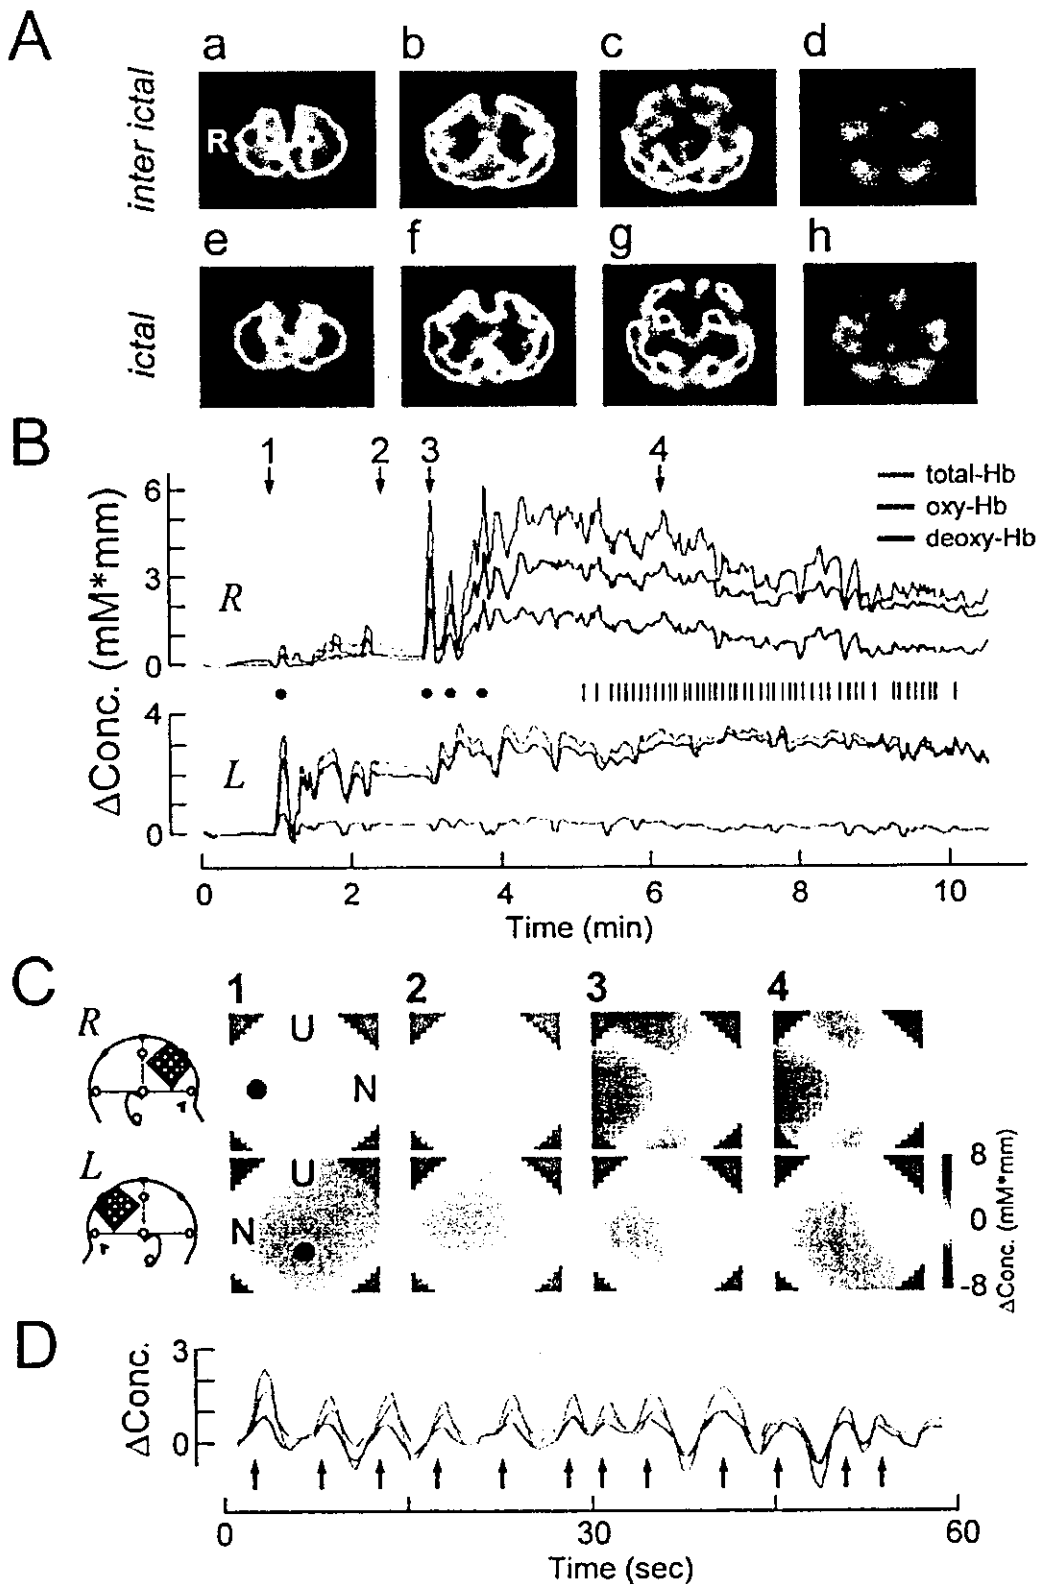 A
a b c d
inter ictal
R
e f g h
ictal
B
1 2 3 4
total-Hb
oxy-Hb
deoxy-Hb
ΔConc. (mM*mm)
6
3
0
R
4
0
L
0 2 4 6 8 10
Time (min)
C
1 2 3 4
R
U
N
L
U
N
8
0
-8
ΔConc. (mM*mm)
D
ΔConc.
3
0
0 30 60
Time (sec)